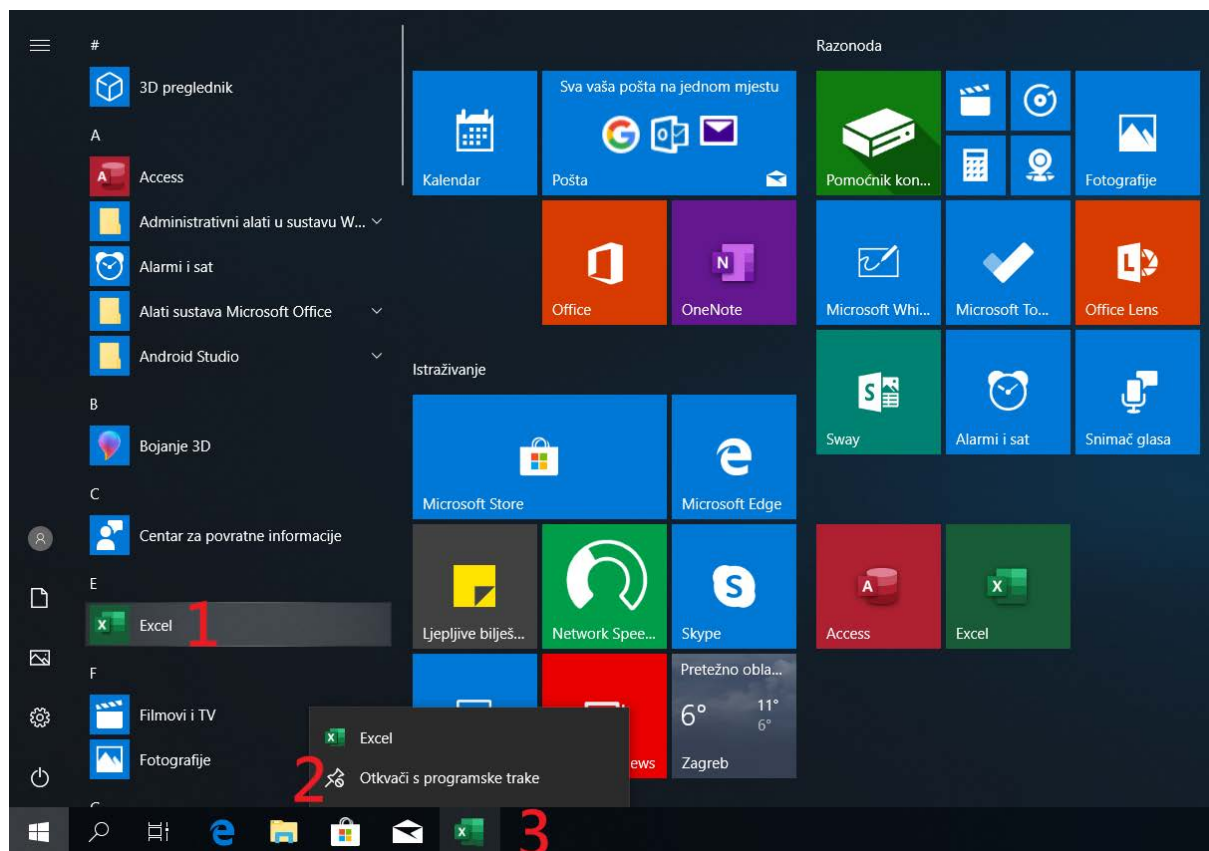 #
3D preglednik
A
Access
Administrativni alati u sustavu W...
Alarmi i sat
Alati sustava Microsoft Office
Android Studio
B
Bojanje 3D
C
Centar za povratne informacije
E
Excel
1
F
Filmovi i TV
Fotografije
Kalendar
Sva vaša pošta na jednom mjestu
Pošta
Office
OneNote
Istraživanje
Microsoft Store
Microsoft Edge
Ljepljive bilješ...
Network Spee...
Skype
ews
Pretežno obla...
6°
11°
6°
Zagreb
Razonoda
Pomoćnik kon...
Fotografije
Microsoft Whi...
Microsoft To...
Office Lens
Sway
Alarmi i sat
Snimač glasa
Access
Excel
Excel
2
Otkvači s programske trake
3